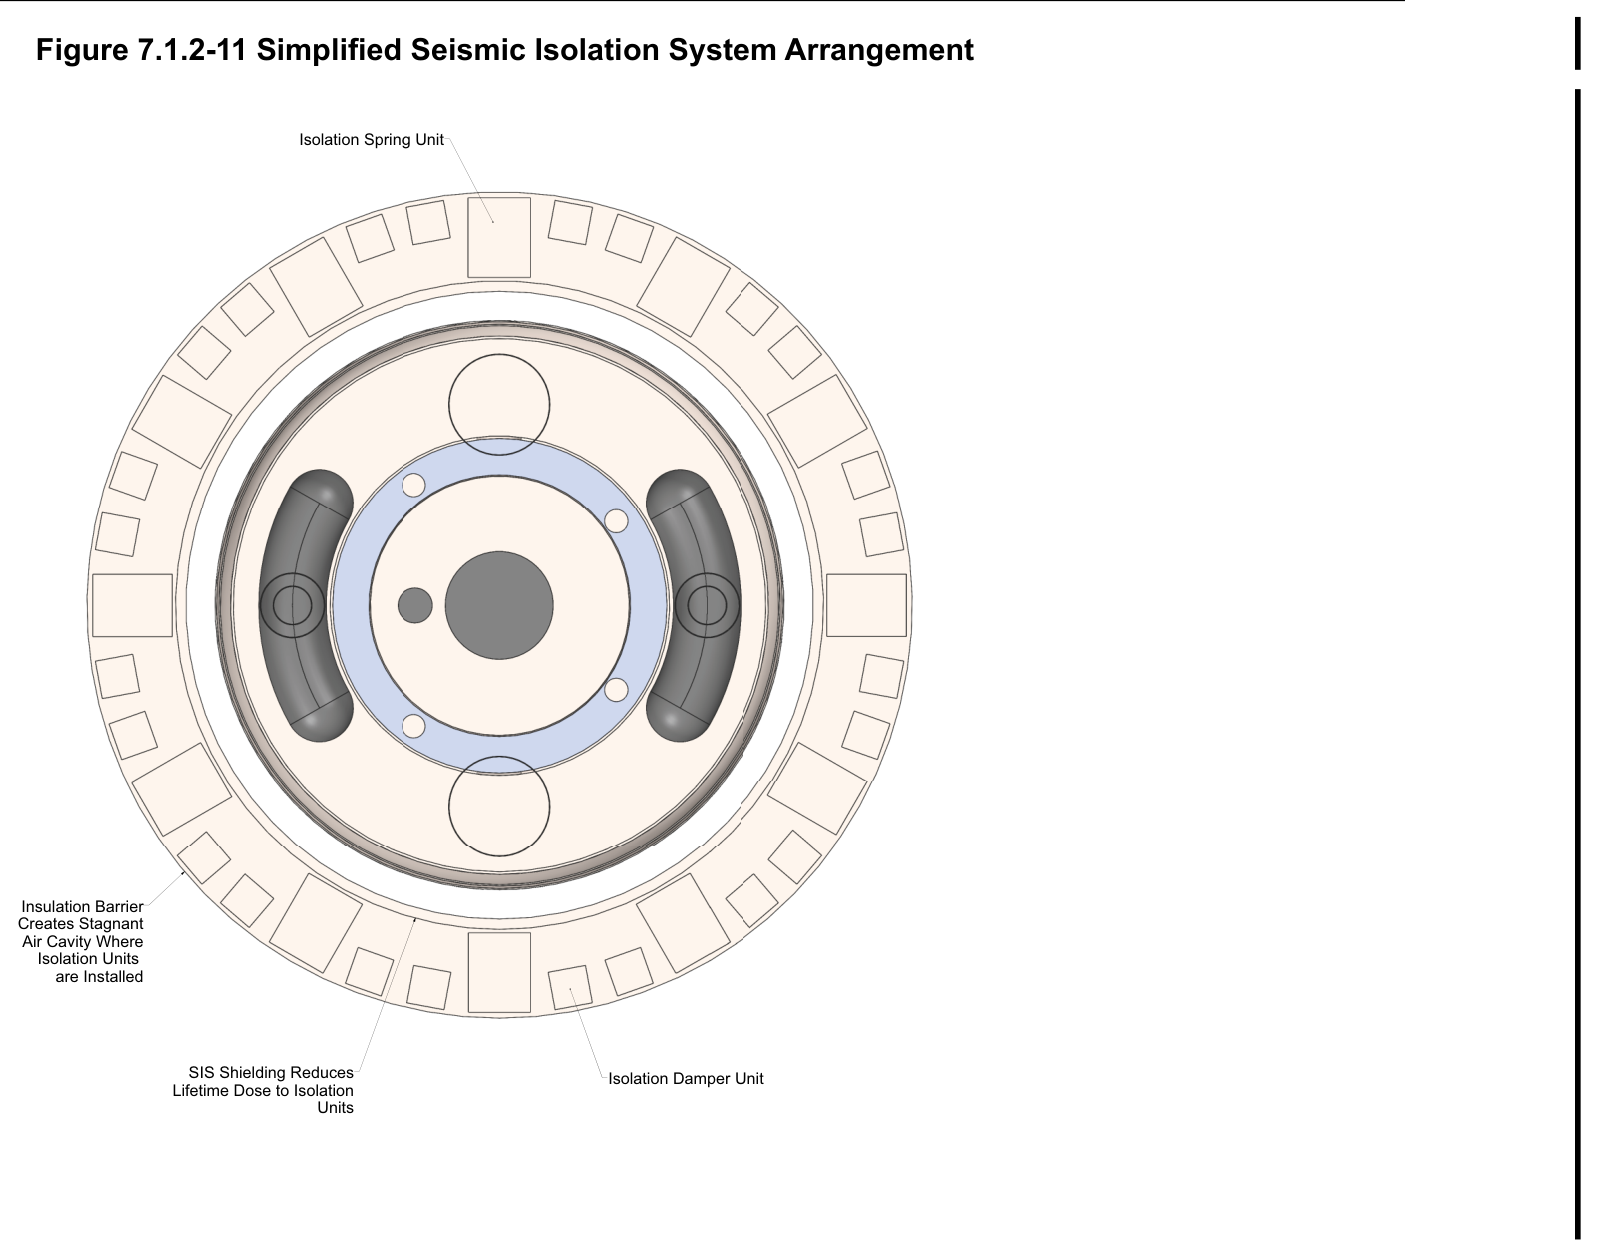 Figure 7.1.2-11 Simplified Seismic Isolation System Arrangement
Isolation Spring Unit
Insulation Barrier
Creates Stagnant
Air Cavity Where
Isolation Units
are Installed
SIS Shielding Reduces
Lifetime Dose to Isolation
Units
Isolation Damper Unit